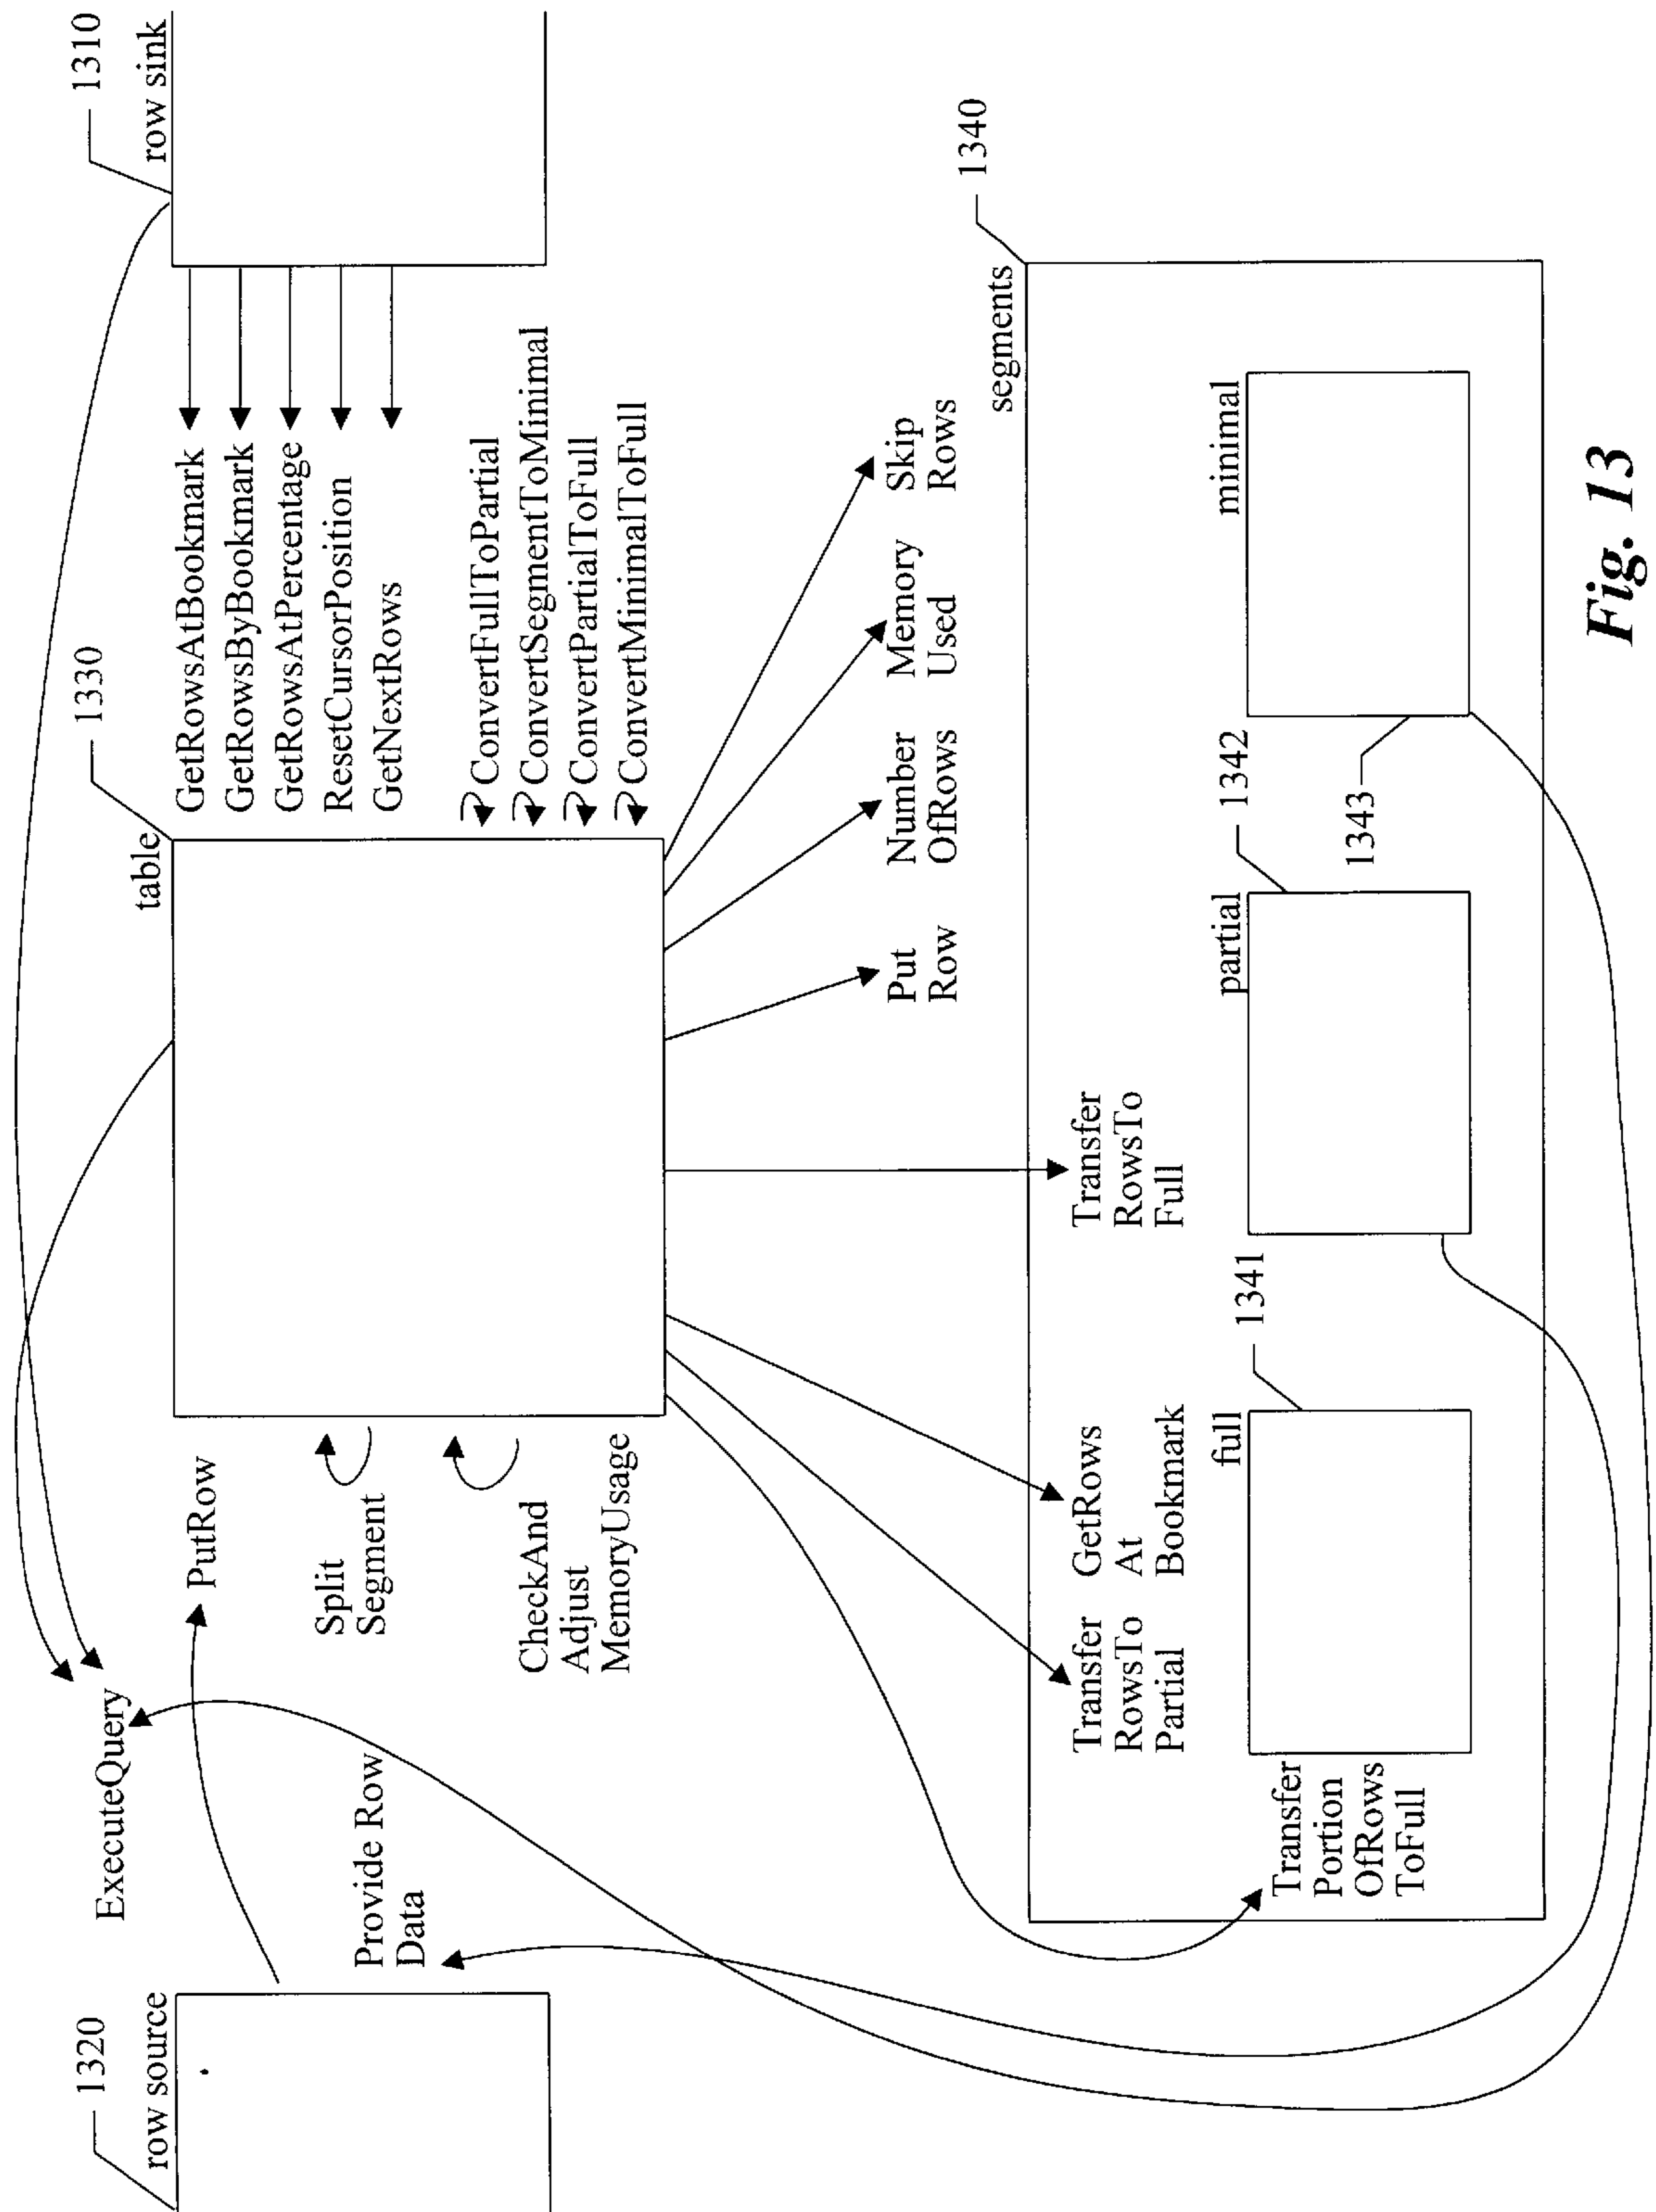 1320
row source
ExecuteQuery
PutRow
Provide Row
Data
Split
Segment
CheckAnd
Adjust
MemoryUsage
1330
table
GetRowsAtBookmark
GetRowsByBookmark
GetRowsAtPercentage
ResetCursorPosition
GetNextRows
ConvertFullToPartial
ConvertSegmentToMinimal
ConvertPartialToFull
ConvertMinimalToFull
1310
row sink
Put
Row
Number
OfRows
Memory
Used
Skip
Rows
segments
1340
Transfer
RowsTo
Partial
GetRows
At
Bookmark
Transfer
RowsTo
Full
Transfer
Portion
OfRows
ToFull
full
1341
partial
1342
minimal
1343
Fig. 13